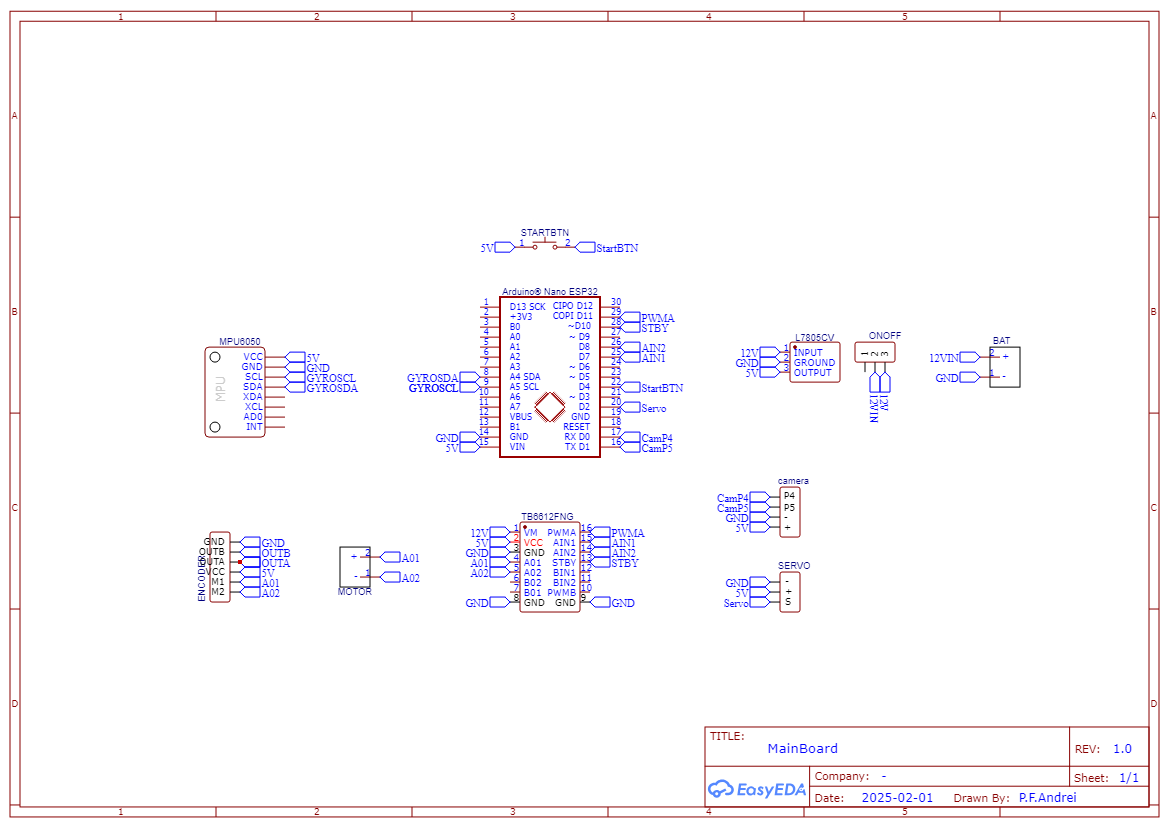 1 2 3 4 5
A A
B B
C C
D D
STARTBTN
5V 1 2 StartBTN
Arduino® Nano ESP32
1 D13 SCK CIPO D12 30
2 +3V3 COPI D11 29 PWMA
3 B0 ~D10 28 STBY
4 A0 ~ D9 27
5 A1 D8 26 AIN2
6 A2 D7 25 AIN1
7 A3 ~ D6 24
GYROSDA 8 A4 SDA ~ D5 23
GYROSCL 9 A5 SCL D4 22 StartBTN
10 A6 ~ D3 21
11 A7 D2 20 Servo
12 VBUS GND 19
13 B1 RESET 18
GND 14 GND RX D0 17 CamP4
5V 15 VIN TX D1 16 CamP5
MPU6050
MPU
VCC 5V
GND GND
SCL GYROSCL
SDA GYROSDA
XDA
XCL
AD0
INT
L7805CV
12V 1 INPUT
GND 2 GROUND
5V 3 OUTPUT
ONOFF
1 2 3
12VIN 12V
BAT
12VIN 2 +
GND 1 -
camera
CamP4 P4
CamP5 P5
GND -
5V +
SERVO
GND -
5V +
Servo S
TB6612FNG
12V 1 VM PWMA 16 PWMA
5V 2 VCC AIN1 15 AIN1
GND 3 GND AIN2 14 AIN2
A01 4 A01 STBY 13 STBY
A02 5 A02 BIN1 12
6 B02 BIN2 11
7 B01 PWMB 10
GND 8 GND GND 9 GND
ENCODER
GND GND
OUTB OUTB
OUTA OUTA
VCC 5V
M1 A01
M2 A02
+ 2 A01
- 1 A02
MOTOR
TITLE:
MainBoard
REV: 1.0
EasyEDA
Company: -
Sheet: 1/1
Date: 2025-02-01 Drawn By: P.F.Andrei
1 2 3 4 5